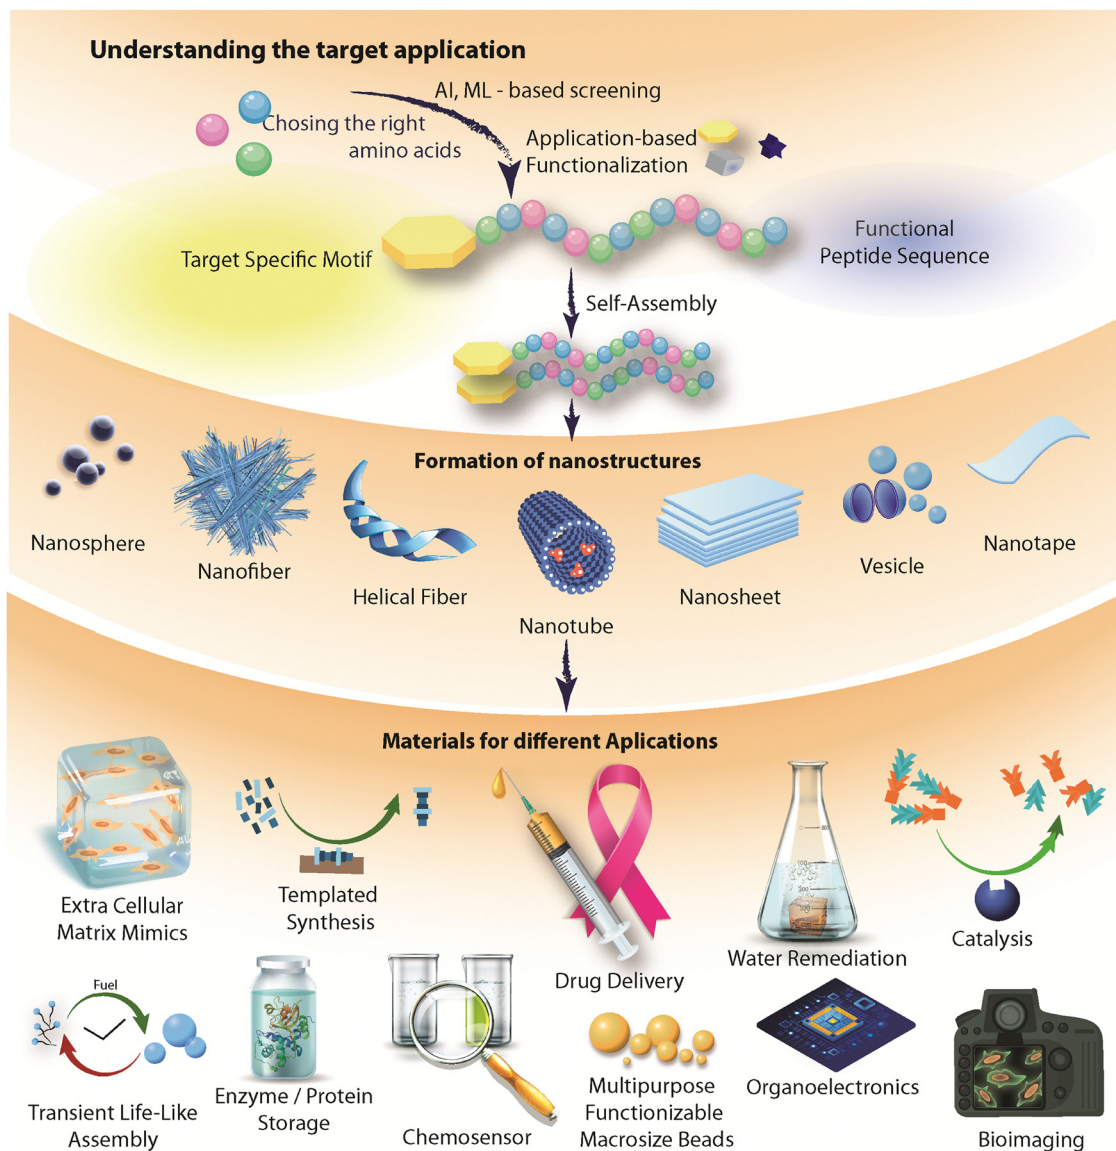 Understanding the target application
AI, ML - based screening
Chosing the right
amino acids
Application-based
Functionalization
Target Specific Motif
Functional
Peptide Sequence
Self-Assembly
Formation of nanostructures
Nanosphere
Nanofiber
Helical Fiber
Nanotube
Nanosheet
Vesicle
Nanotape
Materials for different Aplications
Extra Cellular
Matrix Mimics
Templated
Synthesis
Drug Delivery
Water Remediation
Catalysis
Fuel
Transient Life-Like
Assembly
Enzyme / Protein
Storage
Chemosensor
Multipurpose
Functionizable
Macrosize Beads
Organoelectronics
Bioimaging